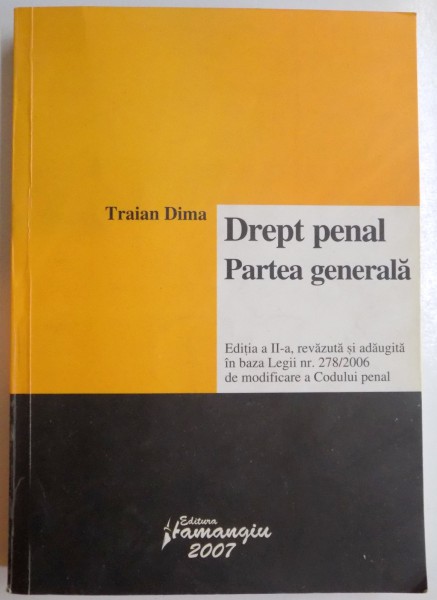 Traian Dima
Drept penal
Partea generală
Ediția a II-a, revăzută și adăugită
în baza Legii nr. 278/2006
de modificare a Codului penal
Editura
Hamangiu
2007